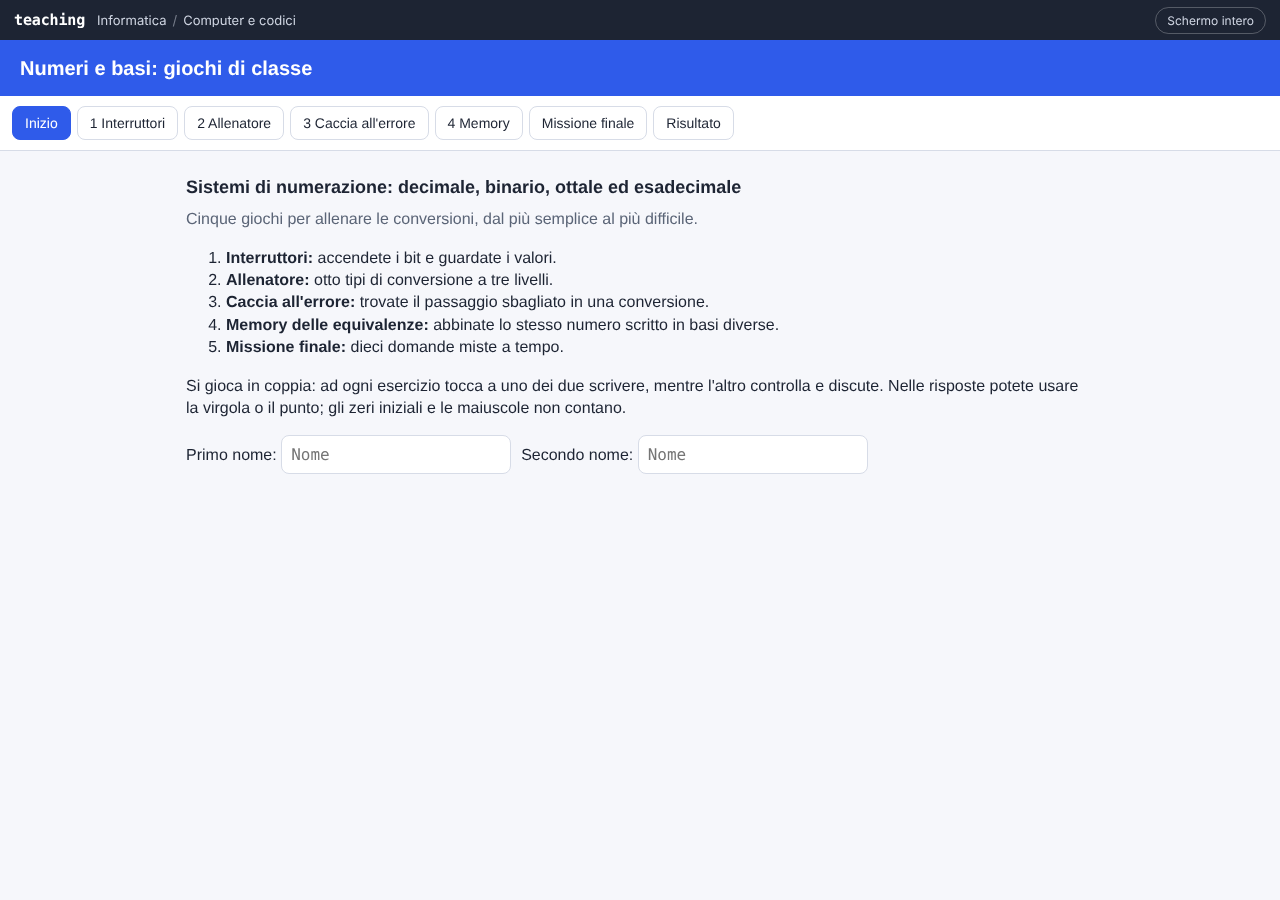 teaching Informatica / Computer e codici Schermo intero
Numeri e basi: giochi di classe
Inizio 1 Interruttori 2 Allenatore 3 Caccia all'errore 4 Memory Missione finale Risultato
Sistemi di numerazione: decimale, binario, ottale ed esadecimale
Cinque giochi per allenare le conversioni, dal più semplice al più difficile.
1. Interruttori: accendete i bit e guardate i valori.
2. Allenatore: otto tipi di conversione a tre livelli.
3. Caccia all'errore: trovate il passaggio sbagliato in una conversione.
4. Memory delle equivalenze: abbinate lo stesso numero scritto in basi diverse.
5. Missione finale: dieci domande miste a tempo.
Si gioca in coppia: ad ogni esercizio tocca a uno dei due scrivere, mentre l'altro controlla e discute. Nelle risposte potete usare
la virgola o il punto; gli zeri iniziali e le maiuscole non contano.
Primo nome: Nome Secondo nome: Nome